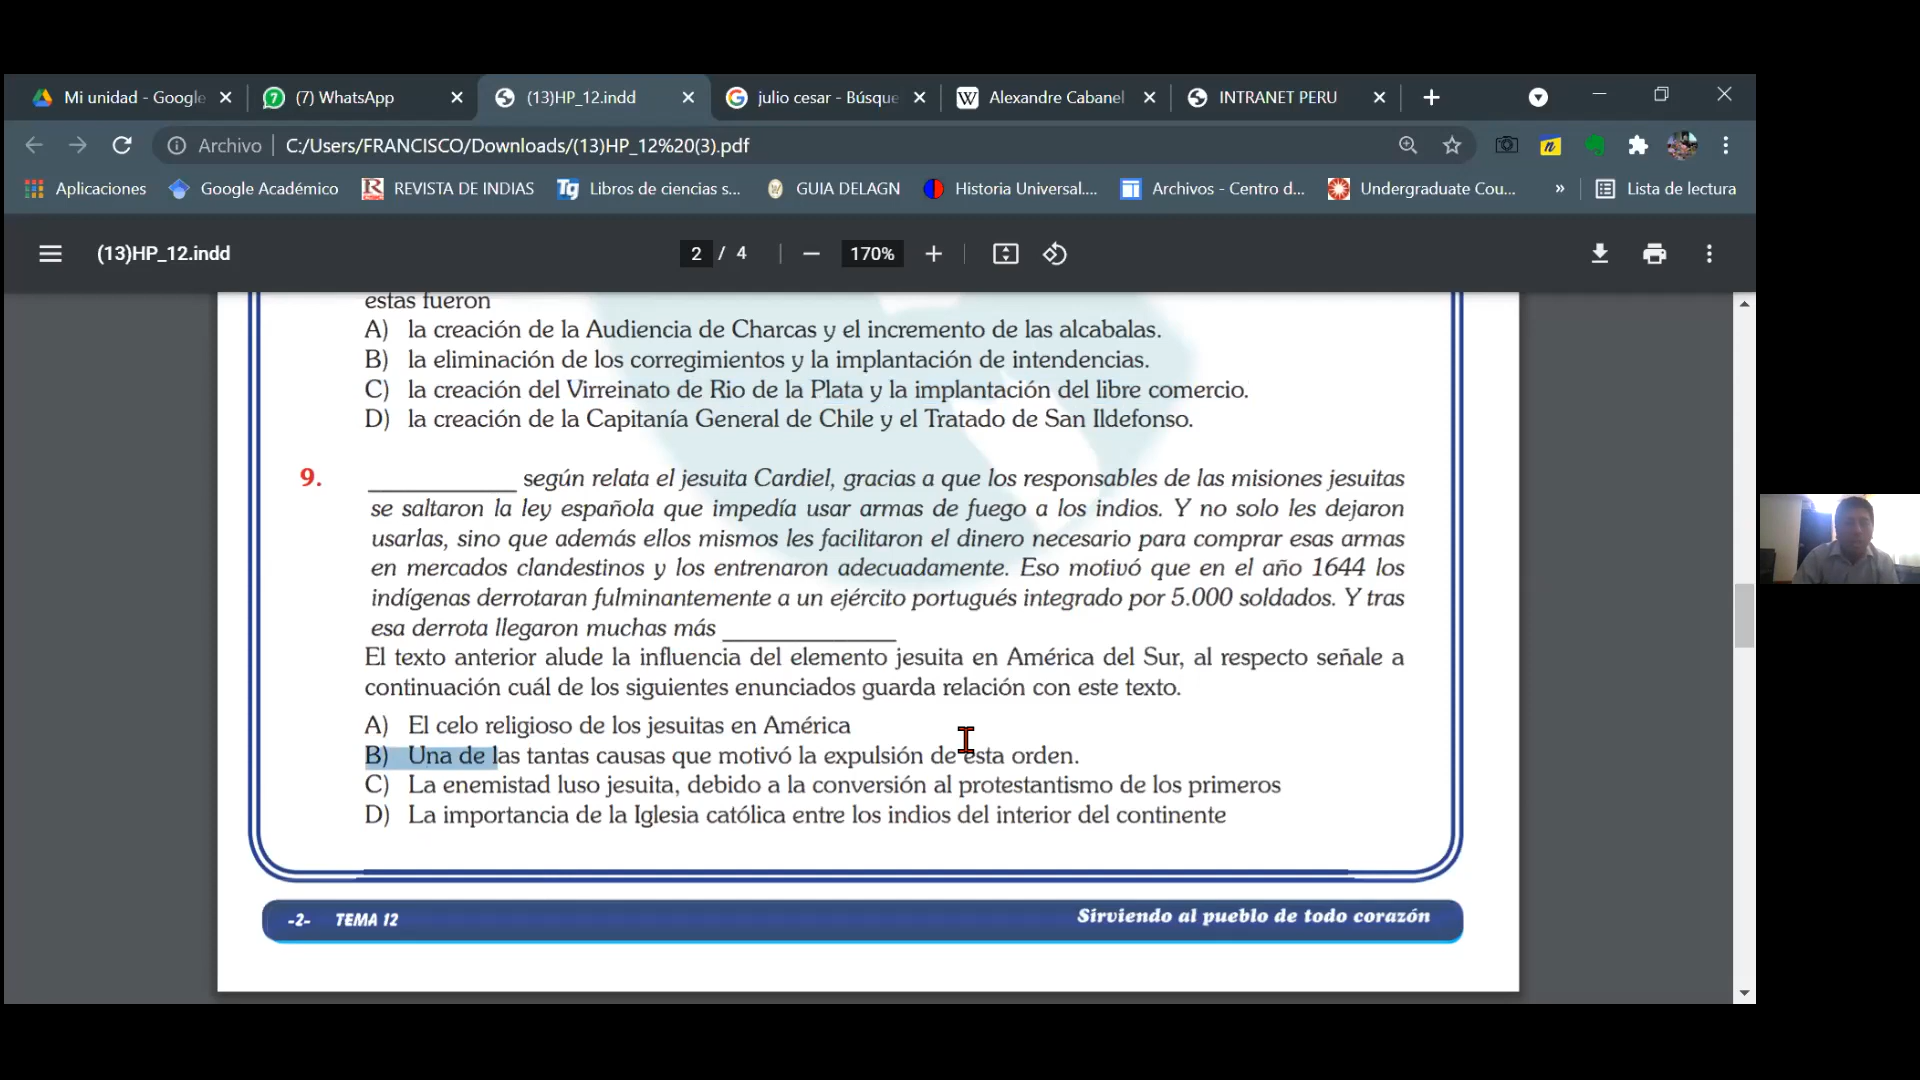 Mi unidad - Google
(7) WhatsApp
(13)HP_12.indd
julio cesar - Búsque
Alexandre Cabanel
INTRANET PERU
Archivo
C:/Users/FRANCISCO/Downloads/(13)HP_12%20(3).pdf
Aplicaciones
Google Académico
REVISTA DE INDIAS
Libros de ciencias s...
GUIA DELAGN
Historia Universal....
Archivos - Centro d...
Undergraduate Cou...
»
Lista de lectura
(13)HP_12.indd
2 / 4
170%
estas fueron
A) la creación de la Audiencia de Charcas y el incremento de las alcabalas.
B) la eliminación de los corregimientos y la implantación de intendencias.
C) la creación del Virreinato de Rio de la Plata y la implantación del libre comercio.
D) la creación de la Capitanía General de Chile y el Tratado de San Ildefonso.
9. ____________ según relata el jesuita Cardiel, gracias a que los responsables de las misiones jesuitas
se saltaron la ley española que impedía usar armas de fuego a los indios. Y no solo les dejaron
usarlas, sino que además ellos mismos les facilitaron el dinero necesario para comprar esas armas
en mercados clandestinos y los entrenaron adecuadamente. Eso motivó que en el año 1644 los
indígenas derrotaran fulminantemente a un ejército portugués integrado por 5.000 soldados. Y tras
esa derrota llegaron muchas más ______________
El texto anterior alude la influencia del elemento jesuita en América del Sur, al respecto señale a
continuación cuál de los siguientes enunciados guarda relación con este texto.
A) El celo religioso de los jesuitas en América
B) Una de las tantas causas que motivó la expulsión de esta orden.
C) La enemistad luso jesuita, debido a la conversión al protestantismo de los primeros
D) La importancia de la Iglesia católica entre los indios del interior del continente
-2- TEMA 12
Sirviendo al pueblo de todo corazón